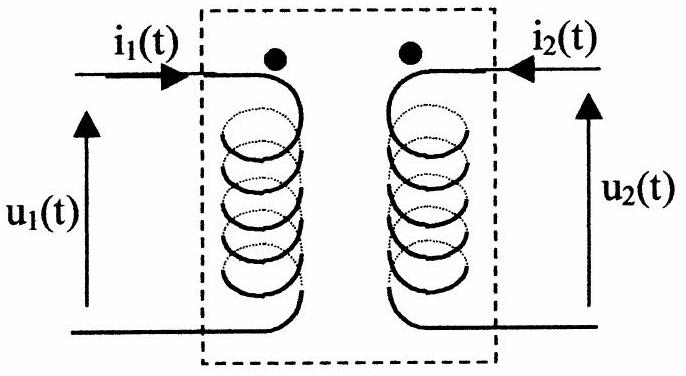 i₁(t)
i₂(t)
u₁(t)
u₂(t)